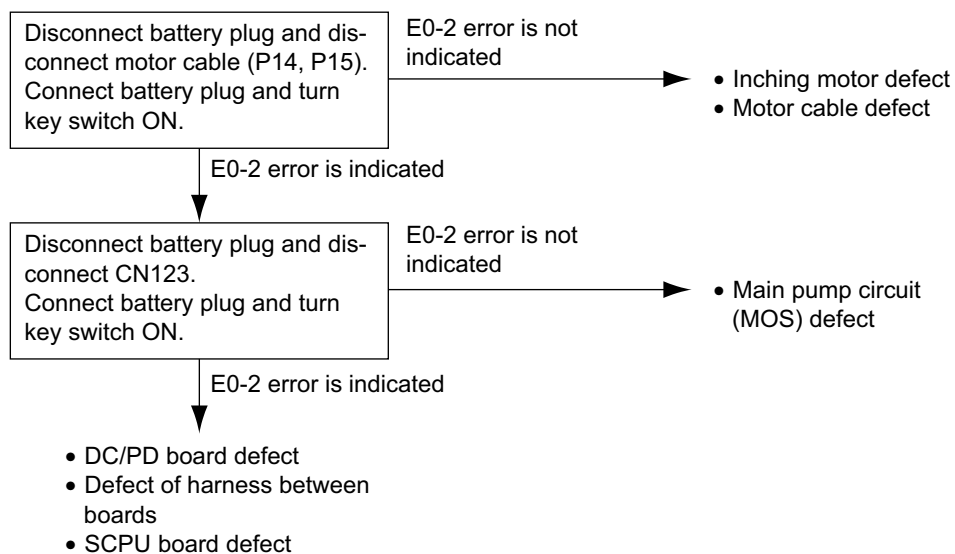 Disconnect battery plug and dis-
connect motor cable (P14, P15).
Connect battery plug and turn
key switch ON.
E0-2 error is not
indicated
• Inching motor defect
• Motor cable defect
E0-2 error is indicated
Disconnect battery plug and dis-
connect CN123.
Connect battery plug and turn
key switch ON.
E0-2 error is not
indicated
• Main pump circuit
(MOS) defect
E0-2 error is indicated
• DC/PD board defect
• Defect of harness between
boards
• SCPU board defect